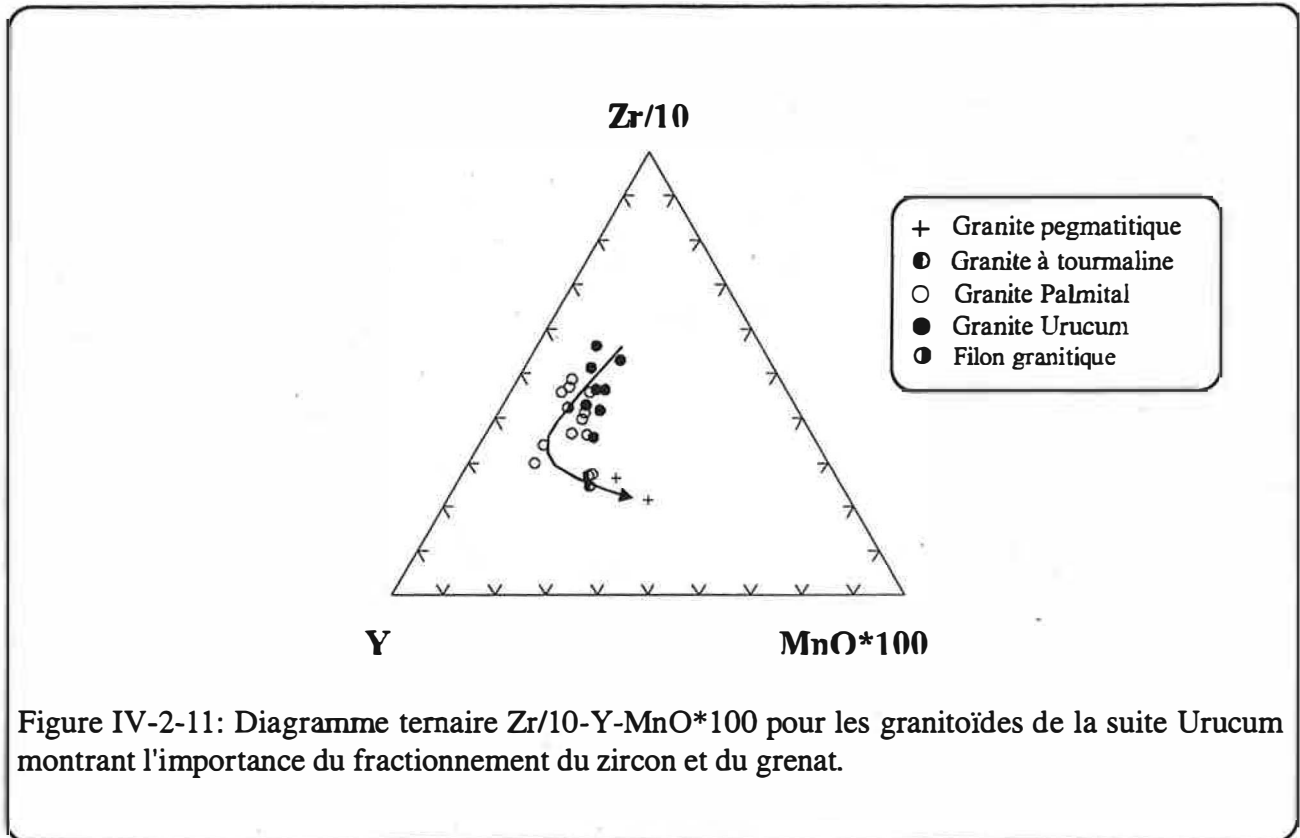 Zr/10
+ Granite pegmatitique
Granite à tourmaline
Granite Palmital
Granite Urucum
Filon granitique
Y
MnO*100
Figure IV-2-11: Diagramme ternaire Zr/10-Y-MnO*100 pour les granitoïdes de la suite Urucum
montrant l'importance du fractionnement du zircon et du grenat.